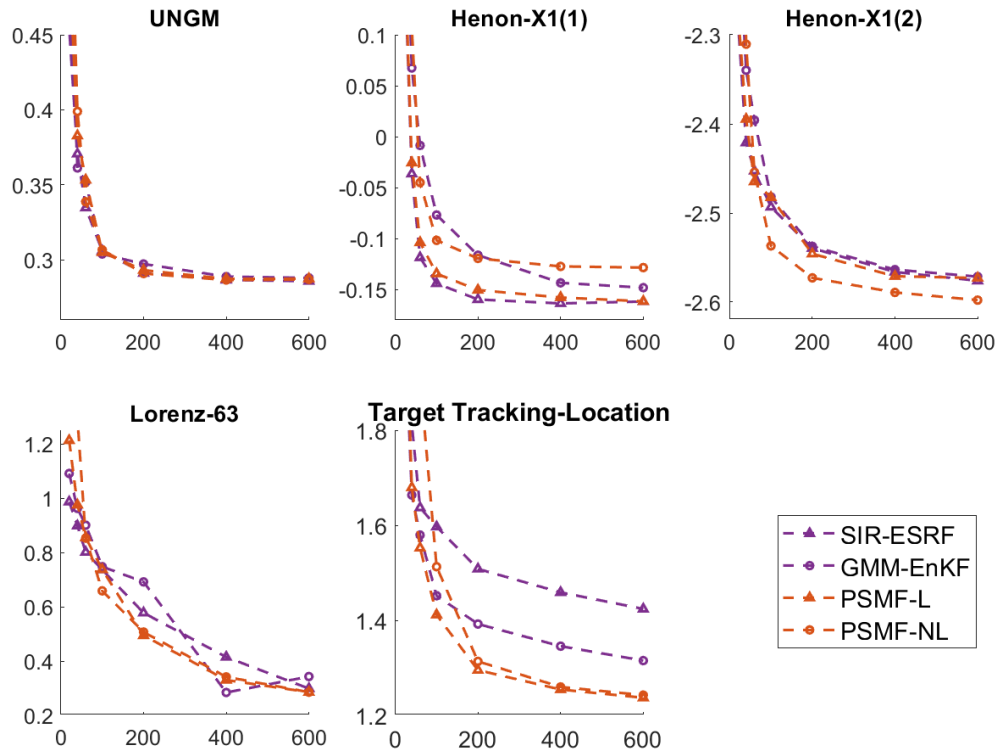 UNGM
0.45
0.4
0.35
0.3
0 200 400 600
Henon-X1(1)
0.1
0.05
0
-0.05
-0.1
-0.15
0 200 400 600
Henon-X1(2)
-2.3
-2.4
-2.5
-2.6
0 200 400 600
Lorenz-63
1.2
1
0.8
0.6
0.4
0.2
0 200 400 600
Target Tracking-Location
1.8
1.6
1.4
1.2
0 200 400 600
SIR-ESRF
GMM-EnKF
PSMF-L
PSMF-NL